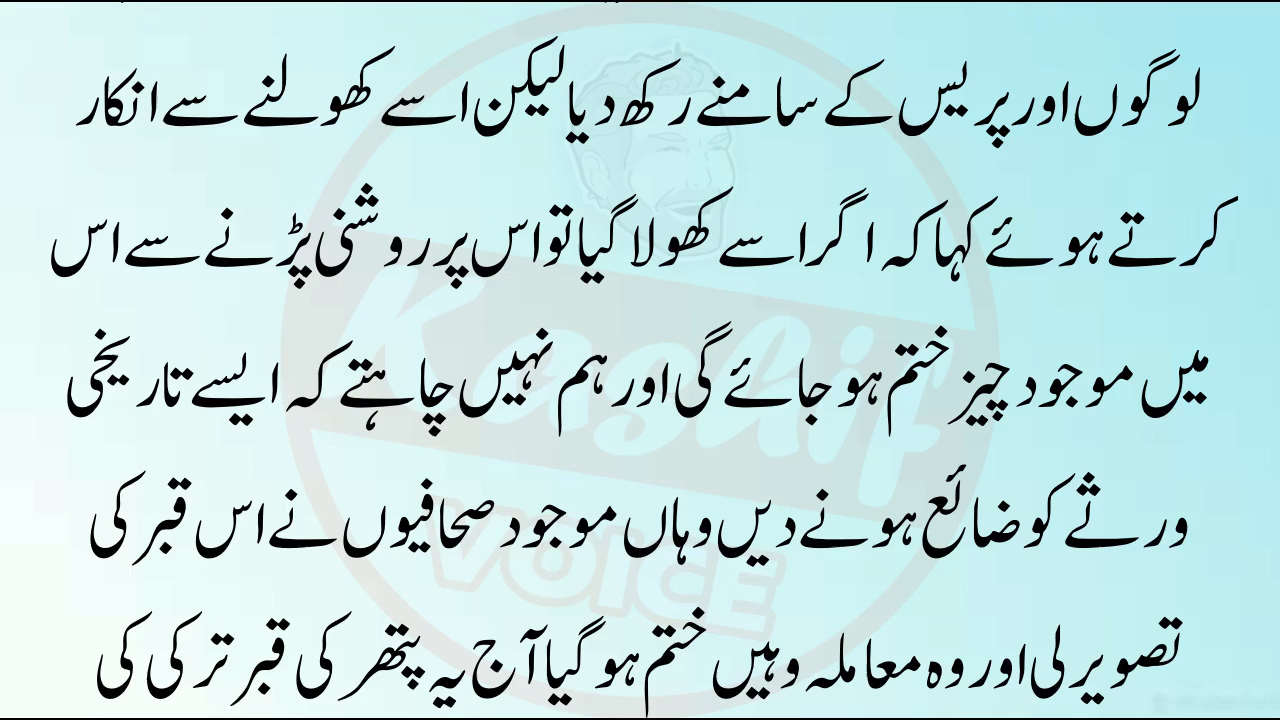 لوگوں اور پریس کے سامنے رکھ دیا لیکن اسے کھولنے سے انکار
کرتے ہوئے کہا کہ اگر اسے کھولا گیا تو اس پر روشنی پڑنے سے اس
میں موجود چیز ختم ہو جائے گی اور ہم نہیں چاہتے کہ ایسے تاریخی
ورثے کو ضائع ہونے دیں وہاں موجود صحافیوں نے اس قبر کی
تصویر لی اور وہ معاملہ وہیں ختم ہو گیا آج یہ پتھر کی قبر ترکی کی
Kashif
VOICE